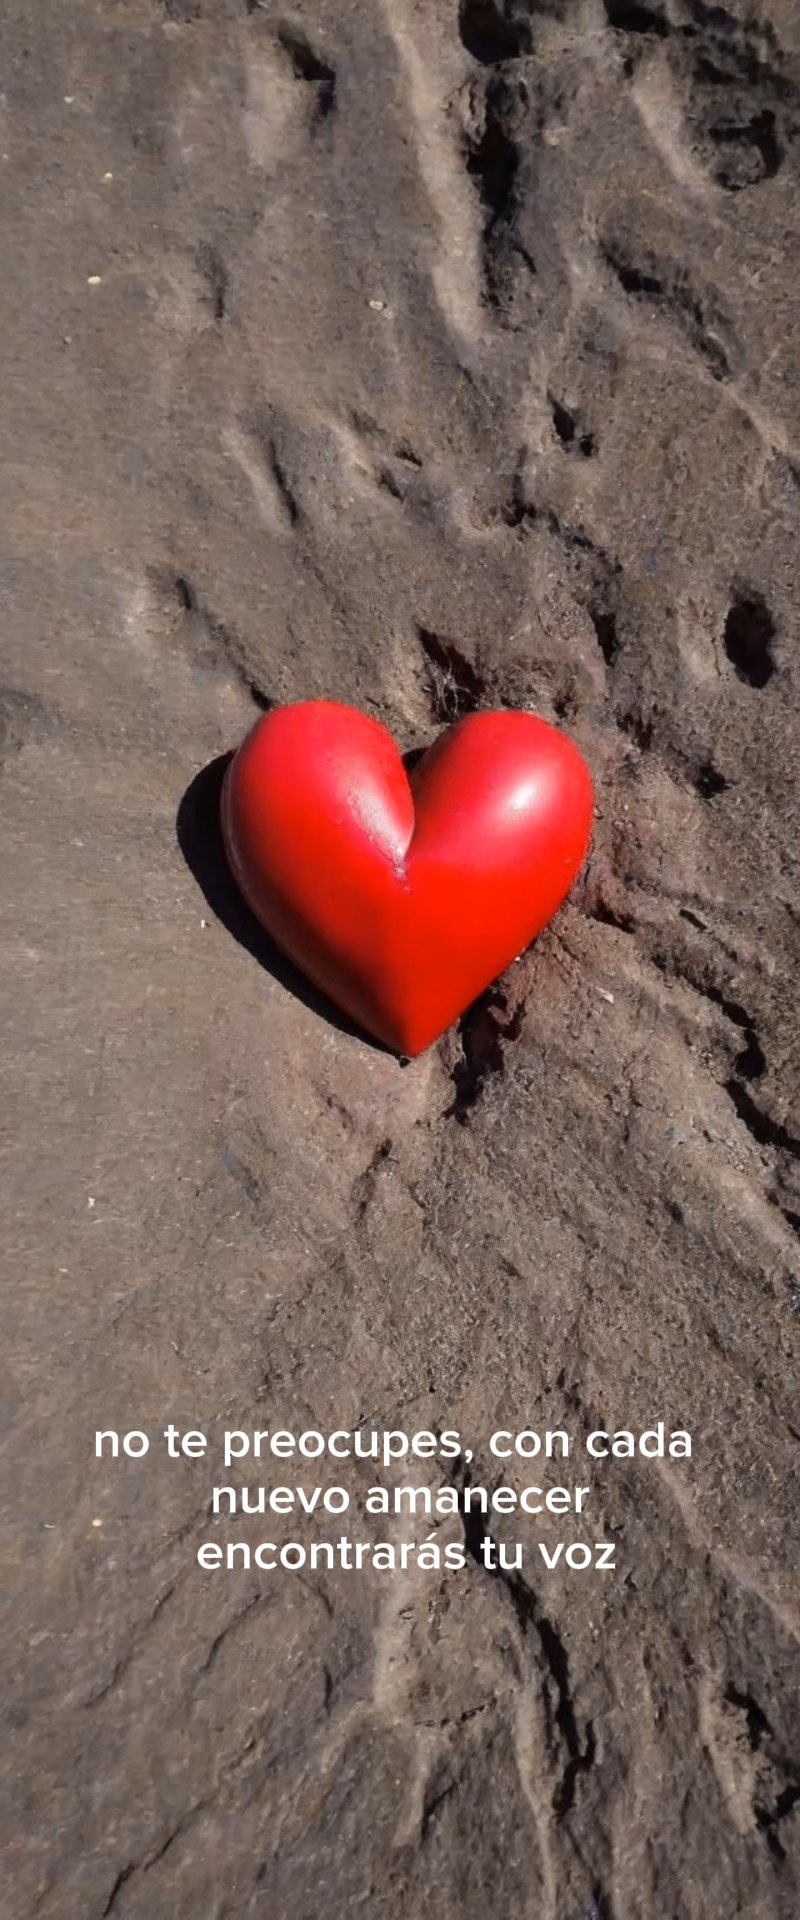 no te preocupes, con cada
nuevo amanecer
encontrarás tu voz